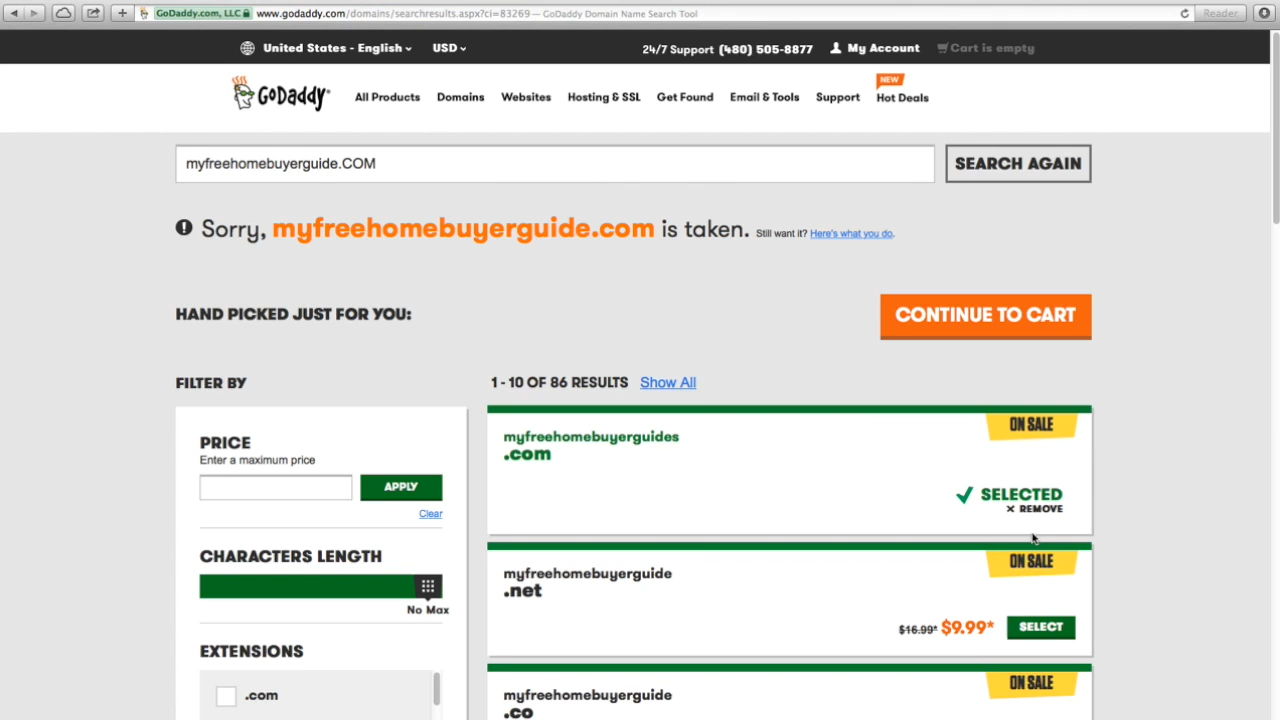 GoDaddy.com, LLC www.godaddy.com/domains/searchresults.aspx?ci=83269 — GoDaddy Domain Name Search Tool Reader
United States - English USD 24/7 Support (480) 505-8877 My Account Cart is empty
NEW
GoDaddy All Products Domains Websites Hosting & SSL Get Found Email & Tools Support Hot Deals
myfreehomebuyerguide.COM SEARCH AGAIN
Sorry, myfreehomebuyerguide.com is taken. Still want it? Here's what you do.
HAND PICKED JUST FOR YOU: CONTINUE TO CART
FILTER BY 1 - 10 OF 86 RESULTS Show All
PRICE
Enter a maximum price
APPLY
Clear
CHARACTERS LENGTH
No Max
EXTENSIONS
.com
ON SALE
myfreehomebuyerguides
.com
SELECTED
× REMOVE
ON SALE
myfreehomebuyerguide
.net
$16.99* $9.99* SELECT
ON SALE
myfreehomebuyerguide
.co